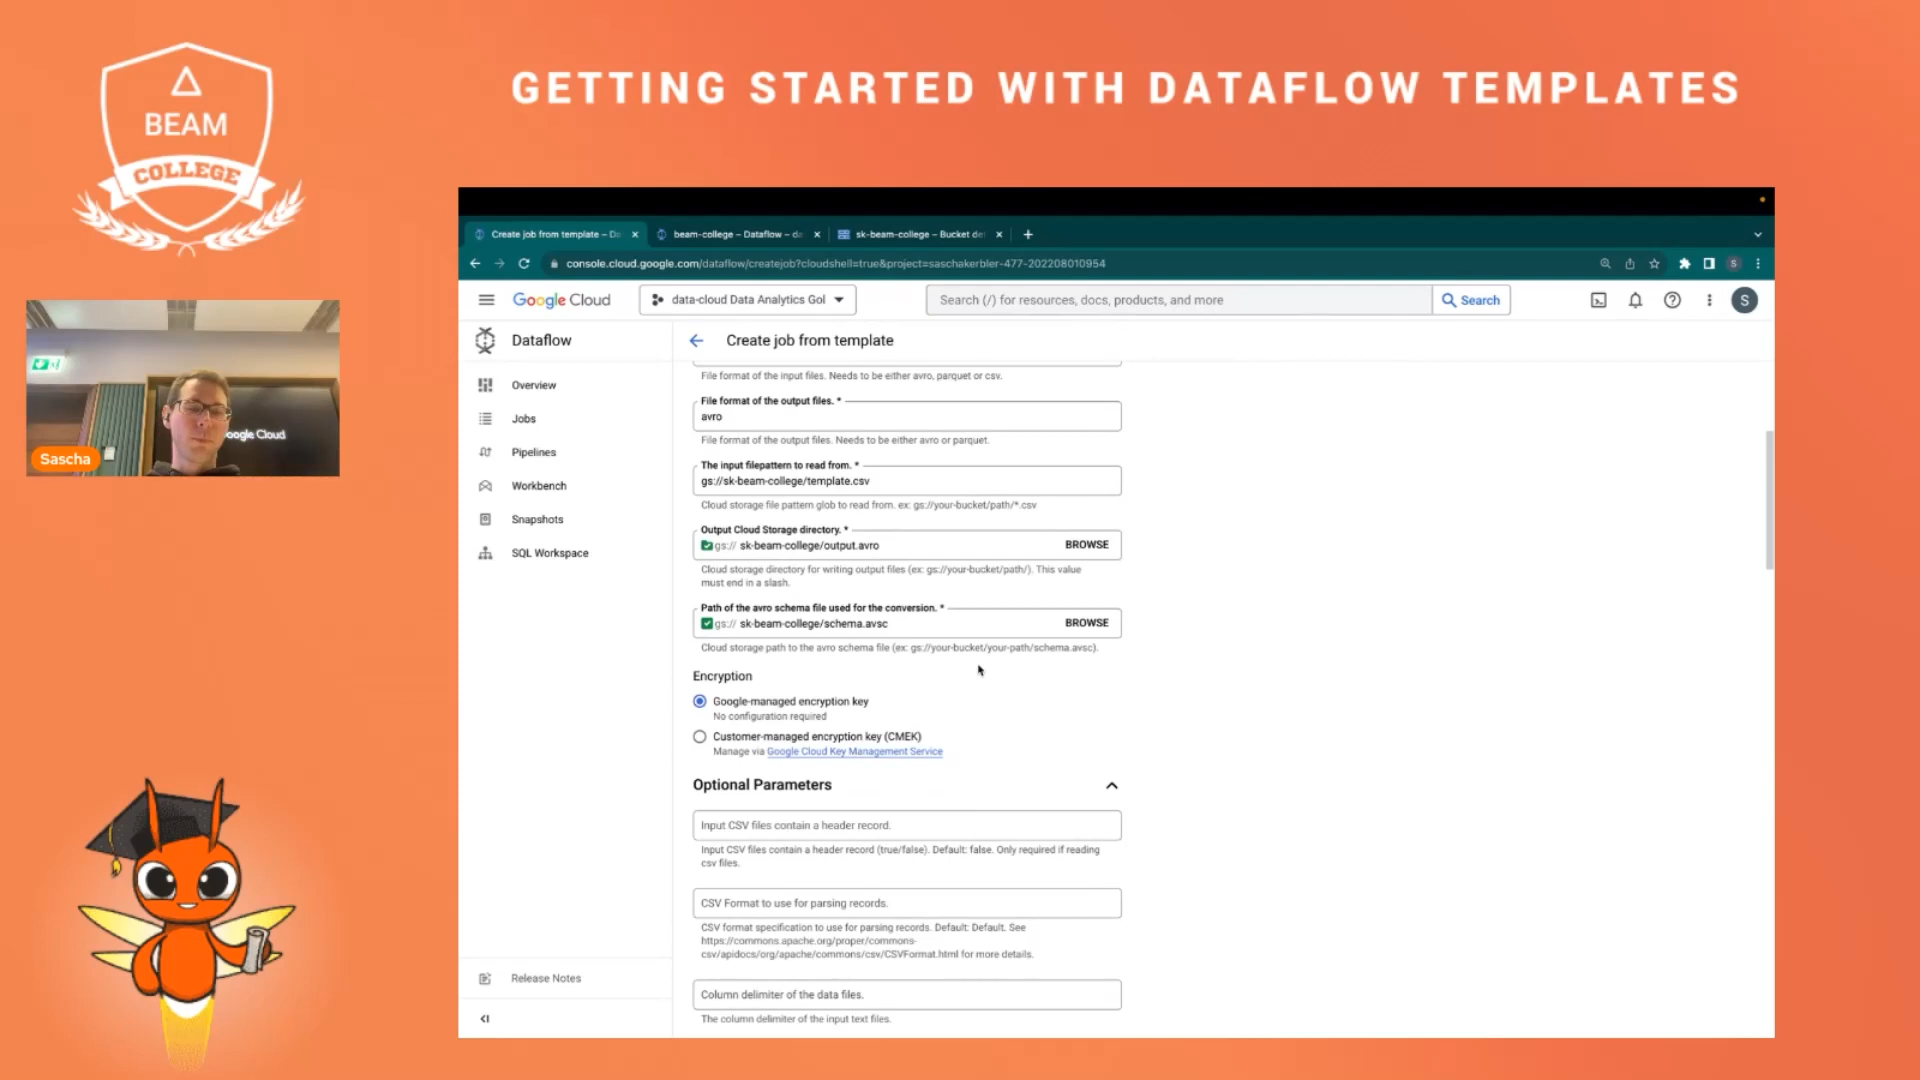 BEAM
COLLEGE
GETTING STARTED WITH DATAFLOW TEMPLATES
Google Cloud
Sascha
Create job from template – Da
beam-college – Dataflow – da
sk-beam-college – Bucket det
console.cloud.google.com/dataflow/createjob?cloudshell=true&project=saschakerbler-477-202208010954
S
Google Cloud
data-cloud Data Analytics Gol
Search (/) for resources, docs, products, and more
Search
S
Dataflow
Overview
Jobs
Pipelines
Workbench
Snapshots
SQL Workspace
Release Notes
Create job from template
File format of the input files. Needs to be either avro, parquet or csv.
File format of the output files. *
avro
File format of the output files. Needs to be either avro or parquet.
The input filepattern to read from. *
gs://sk-beam-college/template.csv
Cloud storage file pattern glob to read from. ex: gs://your-bucket/path/*.csv
Output Cloud Storage directory. *
gs:// sk-beam-college/output.avro
BROWSE
Cloud storage directory for writing output files (ex: gs://your-bucket/path/). This value
must end in a slash.
Path of the avro schema file used for the conversion. *
gs:// sk-beam-college/schema.avsc
BROWSE
Cloud storage path to the avro schema file (ex: gs://your-bucket/your-path/schema.avsc).
Encryption
Google-managed encryption key
No configuration required
Customer-managed encryption key (CMEK)
Manage via Google Cloud Key Management Service
Optional Parameters
Input CSV files contain a header record.
Input CSV files contain a header record (true/false). Default: false. Only required if reading
csv files.
CSV Format to use for parsing records.
CSV format specification to use for parsing records. Default: Default. See
https://commons.apache.org/proper/commons-
csv/apidocs/org/apache/commons/csv/CSVFormat.html for more details.
Column delimiter of the data files.
The column delimiter of the input text files.